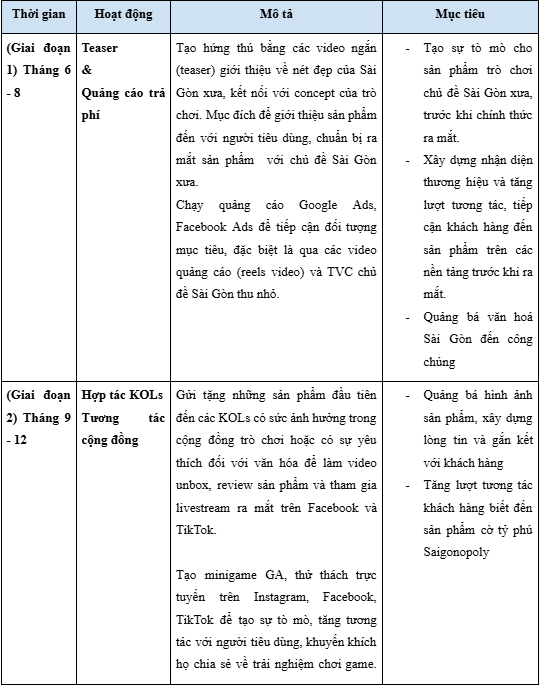 Thời gian
Hoạt động
Mô tả
Mục tiêu
(Giai đoạn
1) Tháng 6
- 8
Teaser
&
Quảng cáo trả
phí
Tạo hứng thú bằng các video ngắn
(teaser) giới thiệu về nét đẹp của Sài
Gòn xưa, kết nối với concept của trò
chơi. Mục đích để giới thiệu sản phẩm
đến với người tiêu dùng, chuẩn bị ra
mắt sản phẩm với chủ đề Sài Gòn
xưa.
Chạy quảng cáo Google Ads,
Facebook Ads để tiếp cận đối tượng
mục tiêu, đặc biệt là qua các video
quảng cáo (reels video) và TVC chủ
đề Sài Gòn thu nhỏ.
- Tạo sự tò mò cho
sản phẩm trò chơi
chủ đề Sài Gòn xưa,
trước khi chính thức
ra mắt.
- Xây dựng nhận diện
thương hiệu và tăng
lượt tương tác, tiếp
cận khách hàng đến
sản phẩm trên các
nền tảng trước khi ra
mắt.
- Quảng bá văn hoá
Sài Gòn đến công
chúng
(Giai đoạn
2) Tháng 9
- 12
Hợp tác KOLs
Tương tác
cộng đồng
Gửi tặng những sản phẩm đầu tiên
đến các KOLs có sức ảnh hưởng trong
cộng đồng trò chơi hoặc có sự yêu
thích đối với văn hóa để làm video
unbox, review sản phẩm và tham gia
livestream ra mắt trên Facebook và
TikTok.
Tạo minigame GA, thử thách trực
tuyến trên Instagram, Facebook,
TikTok để tạo sự tò mò, tăng tương
tác với người tiêu dùng, khuyến khích
họ chia sẻ về trải nghiệm chơi game.
- Quảng bá hình ảnh
sản phẩm, xây dựng
lòng tin và gắn kết
với khách hàng
- Tăng lượt tương tác
khách hàng biết đến
sản phẩm cờ tỷ phú
Saigonopoly